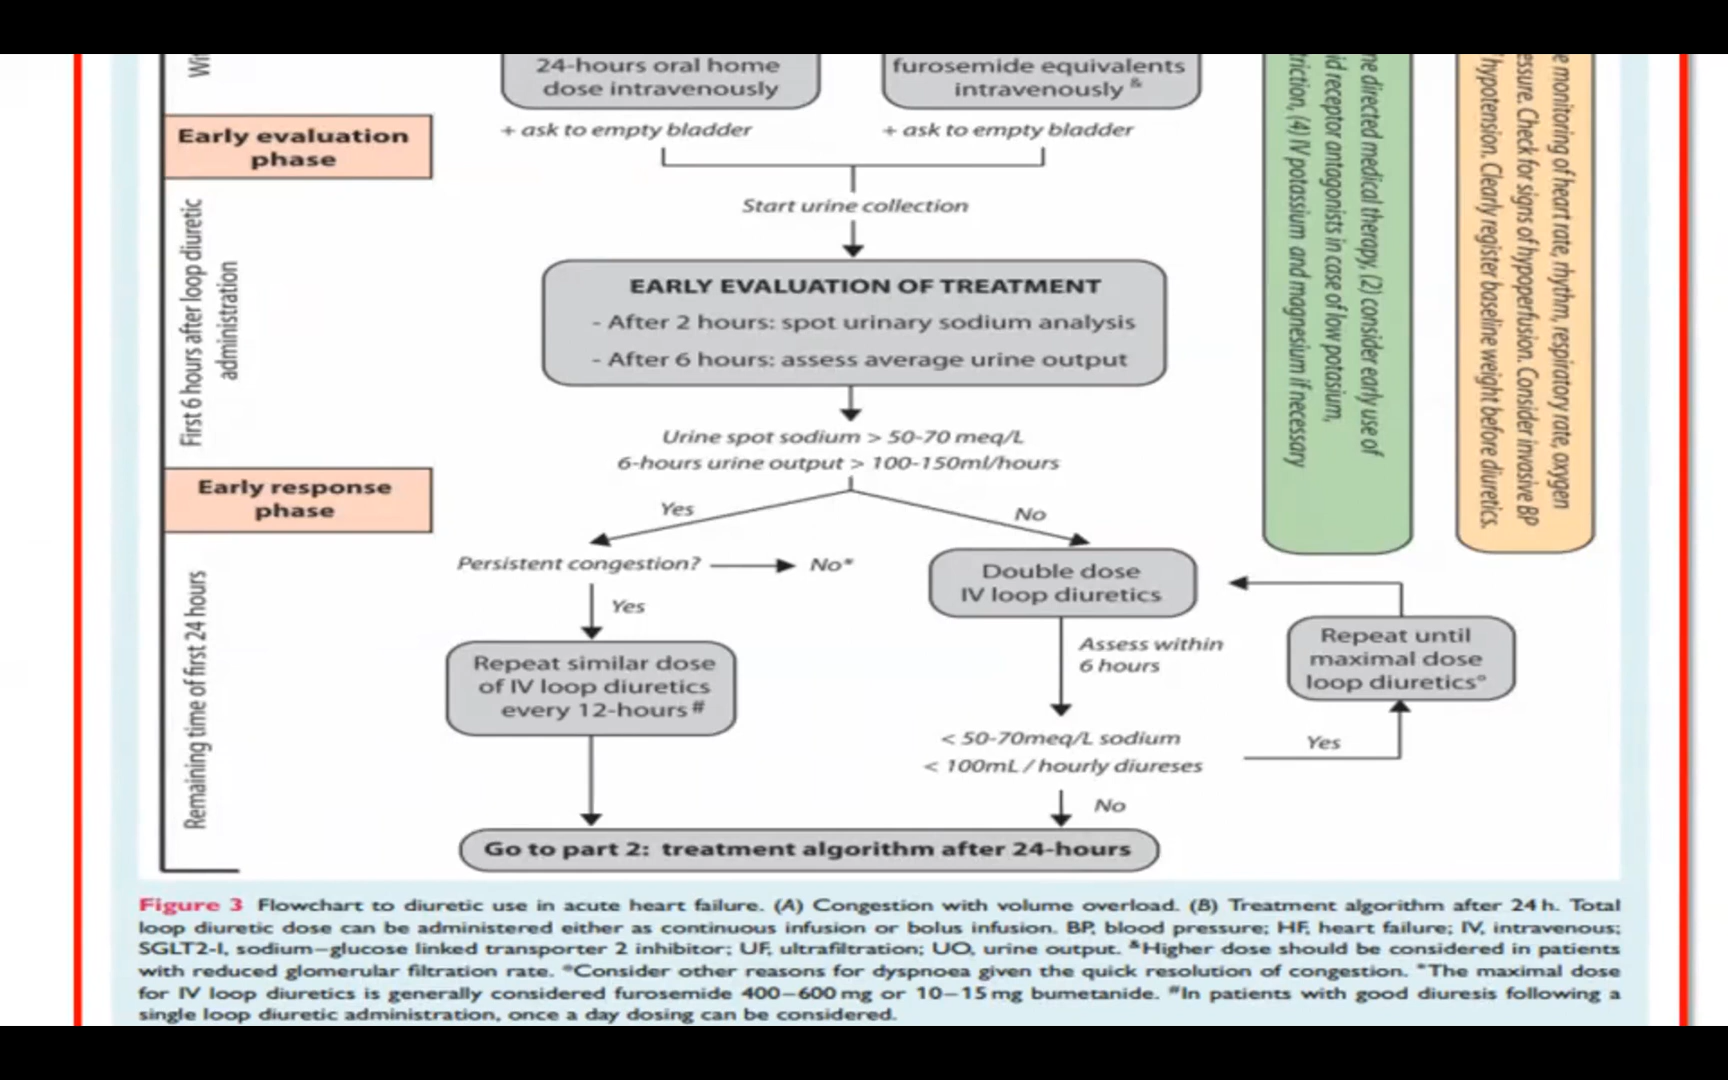 Wi
24-hours oral home
dose intravenously
furosemide equivalents
intravenously &
+ ask to empty bladder
+ ask to empty bladder
Early evaluation
phase
Start urine collection
First 6 hours after loop diuretic
administration
EARLY EVALUATION OF TREATMENT
- After 2 hours: spot urinary sodium analysis
- After 6 hours: assess average urine output
Urine spot sodium > 50-70 meq/L
6-hours urine output > 100-150ml/hours
Early response
phase
Yes
No
Persistent congestion?
No*
Yes
Double dose
IV loop diuretics
Repeat similar dose
of IV loop diuretics
every 12-hours #
Assess within
6 hours
Repeat until
maximal dose
loop diuretics°
Remaining time of first 24 hours
< 50-70meq/L sodium
< 100mL / hourly diureses
Yes
No
Go to part 2: treatment algorithm after 24-hours
ne directed medical therapy, (2) consider early use of
id receptor antagonists in case of low potasium,
triction, (4) IV potassium and magnesium if necessary
e monitoring of heart rate, rhythm, respiratory rate, oxygen
essure. Check for signs of hypoperfusion. Consider invasive BP
hypotension. Clearly register baseline weight before diuretics.
Figure 3 Flowchart to diuretic use in acute heart failure. (A) Congestion with volume overload. (B) Treatment algorithm after 24 h. Total
loop diuretic dose can be administered either as continuous infusion or bolus infusion. BP, blood pressure; HF, heart failure; IV, intravenous;
SGLT2-I, sodium–glucose linked transporter 2 inhibitor; UF, ultrafiltration; UO, urine output. &Higher dose should be considered in patients
with reduced glomerular filtration rate. *Consider other reasons for dyspnoea given the quick resolution of congestion. °The maximal dose
for IV loop diuretics is generally considered furosemide 400–600 mg or 10–15 mg bumetanide. #In patients with good diuresis following a
single loop diuretic administration, once a day dosing can be considered.